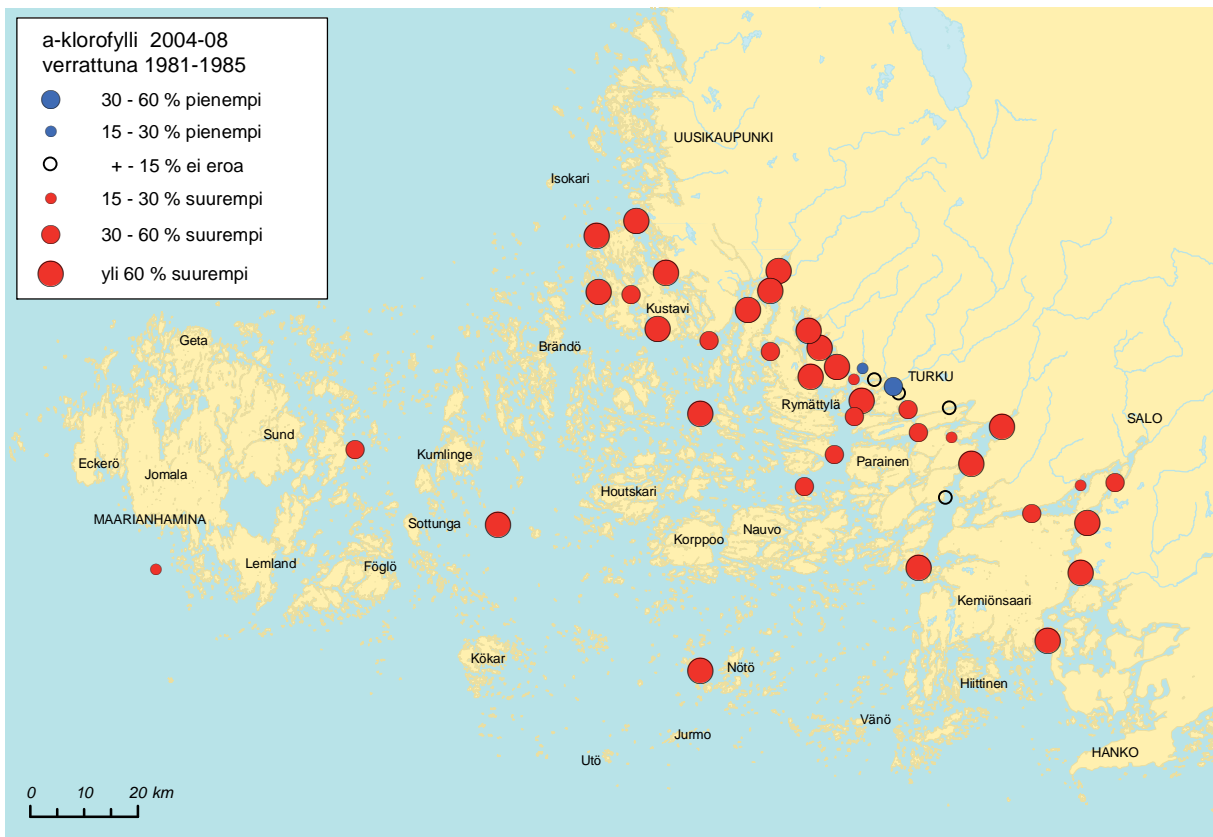 a-klorofylli 2004-08
verrattuna 1981-1985
30 - 60 % pienempi
15 - 30 % pienempi
+ - 15 % ei eroa
15 - 30 % suurempi
30 - 60 % suurempi
yli 60 % suurempi
UUSIKAUPUNKI
Isokari
Kustavi
Geta
Brändö
TURKU
Rymättylä
SALO
Sund
Kumlinge
Eckerö
Jomala
Parainen
Houtskari
MAARIANHAMINA
Sottunga
Nauvo
Korppoo
Lemland
Föglö
Kemiönsaari
Kökar
Nötö
Hiittinen
Vänö
Jurmo
Utö
HANKO
0 10 20 km